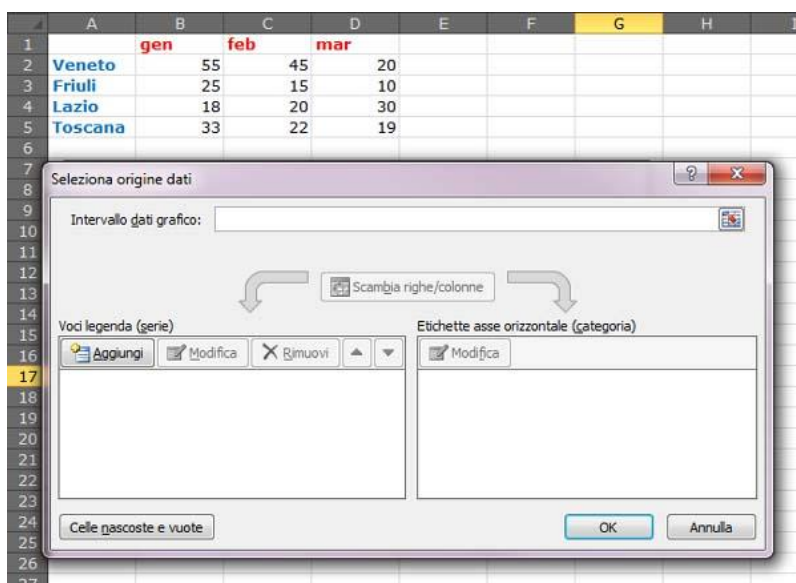 A B C D E F G H I
1 gen feb mar
2 Veneto 55 45 20
3 Friuli 25 15 10
4 Lazio 18 20 30
5 Toscana 33 22 19
6
7
8
9
10
11
12
13
14
15
16
17
18
19
20
21
22
23
24
25
26
27
Seleziona origine dati
Intervallo dati grafico:
Scambia righe/colonne
Voci legenda (serie)
Etichette asse orizzontale (categoria)
Aggiungi Modifica Rimuovi
Modifica
Celle nascoste e vuote
OK Annulla